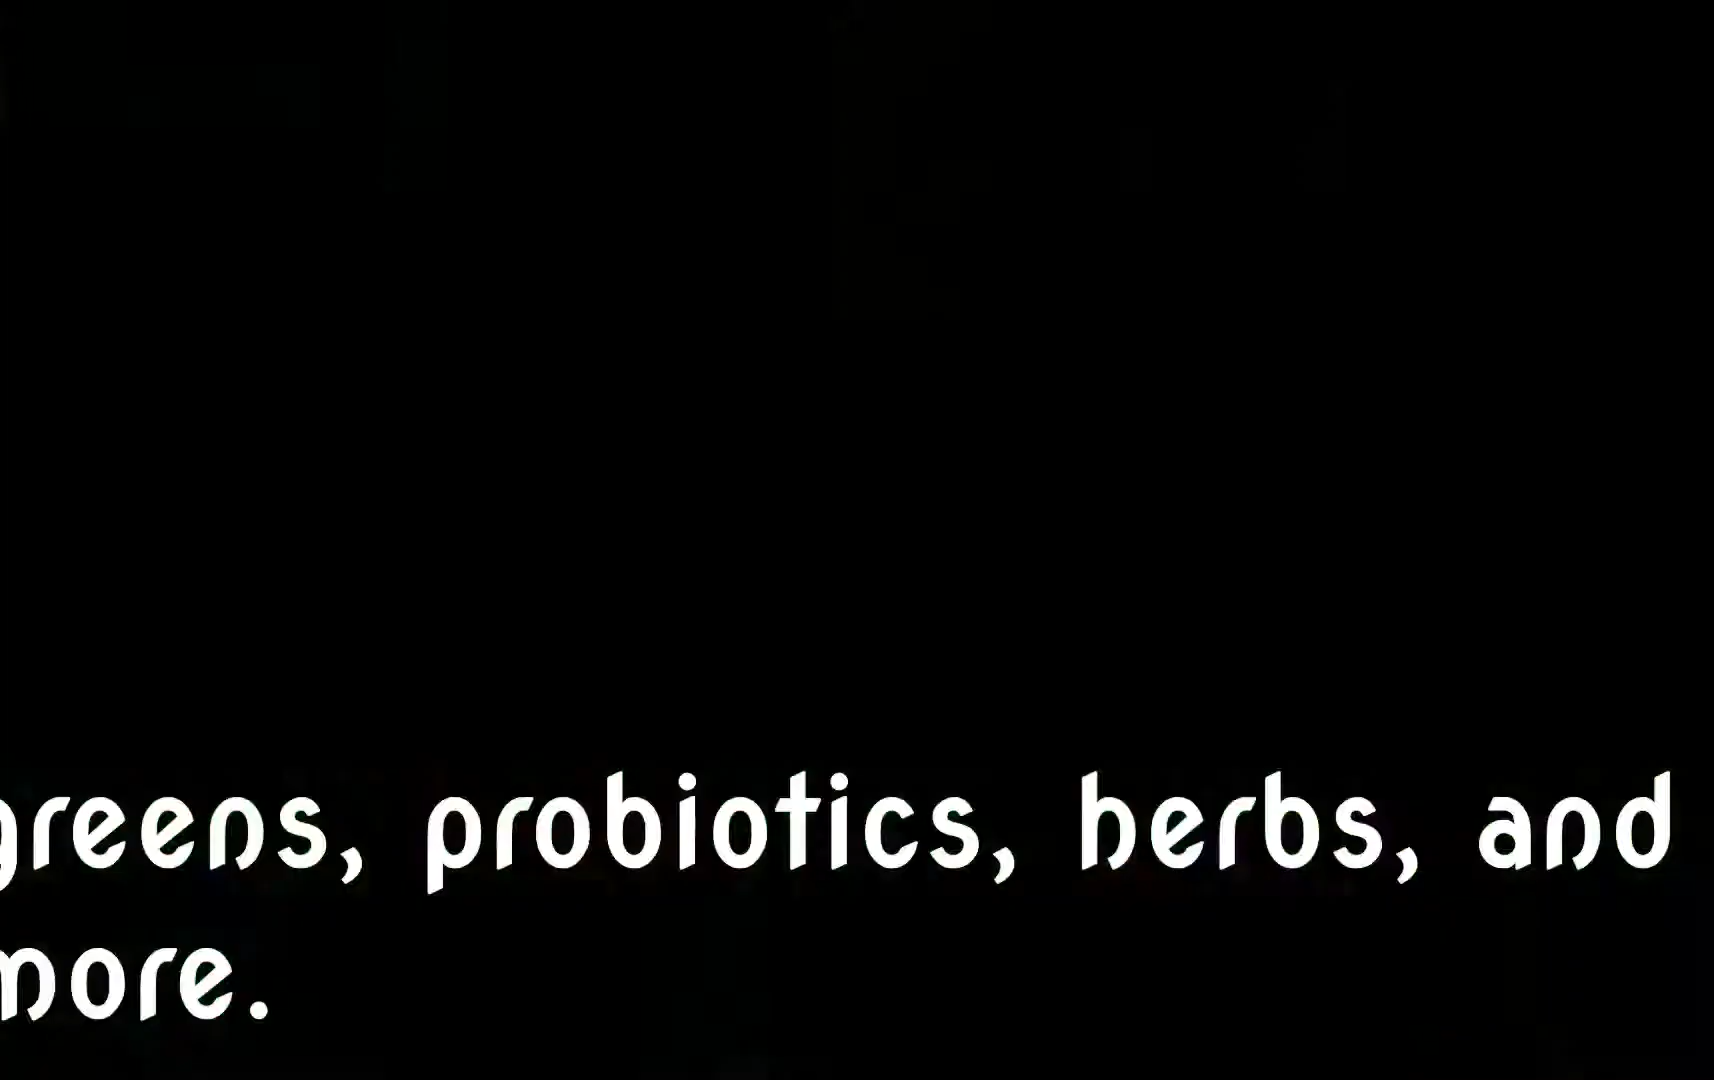 greens, probiotics, herbs, and
more.